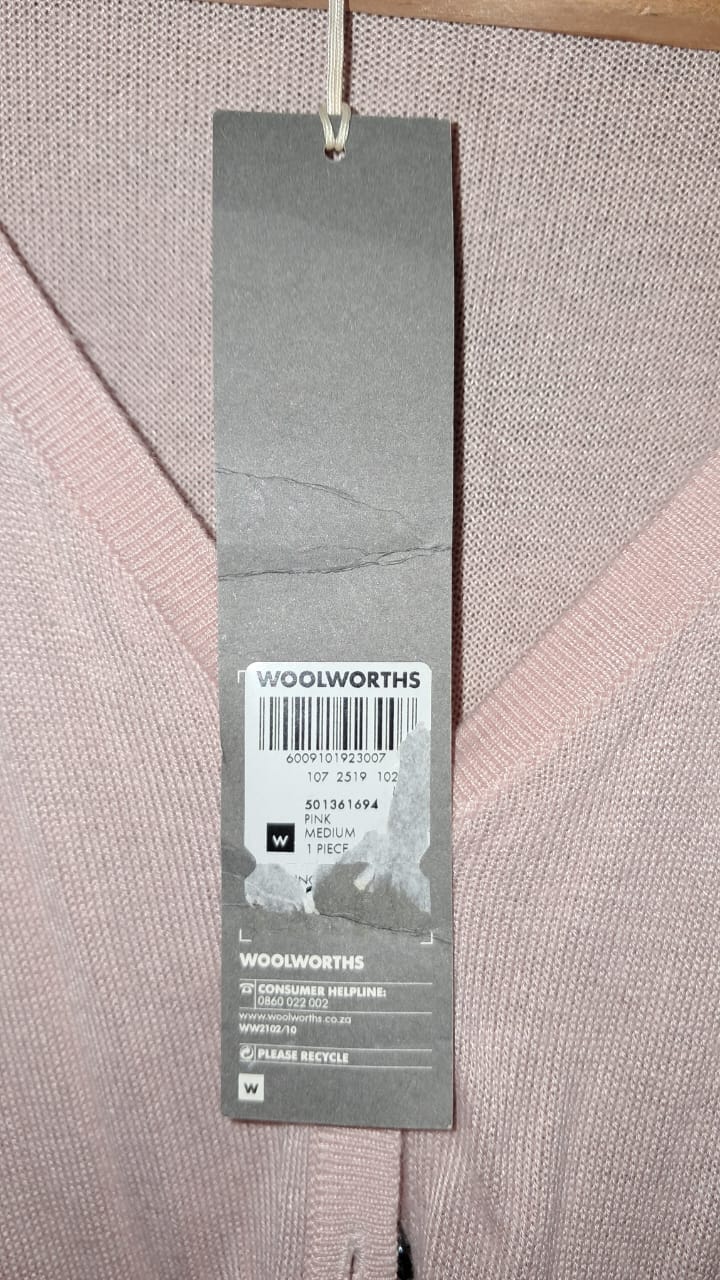 WOOLWORTHS
6009101923007
107 2519 102
501361694
PINK
W
MEDIUM
1 PIECE
WOOLWORTHS
CONSUMER HELPLINE:
0860 022 002
www.woolworths.co.za
WW2102/10
PLEASE RECYCLE
W